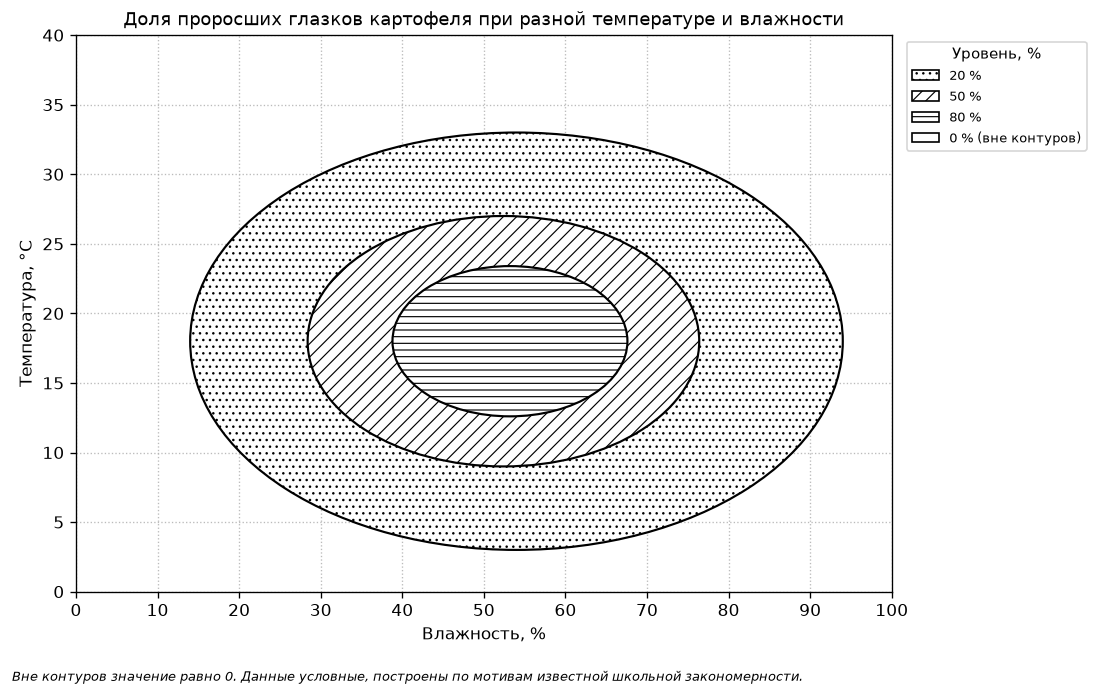 Доля проросших глазков картофеля при разной температуре и влажности
40
35
30
25
20
15
10
5
0
Температура, °C
0 10 20 30 40 50 60 70 80 90 100
Влажность, %
Уровень, %
20 %
50 %
80 %
0 % (вне контуров)
Вне контуров значение равно 0. Данные условные, построены по мотивам известной школьной закономерности.